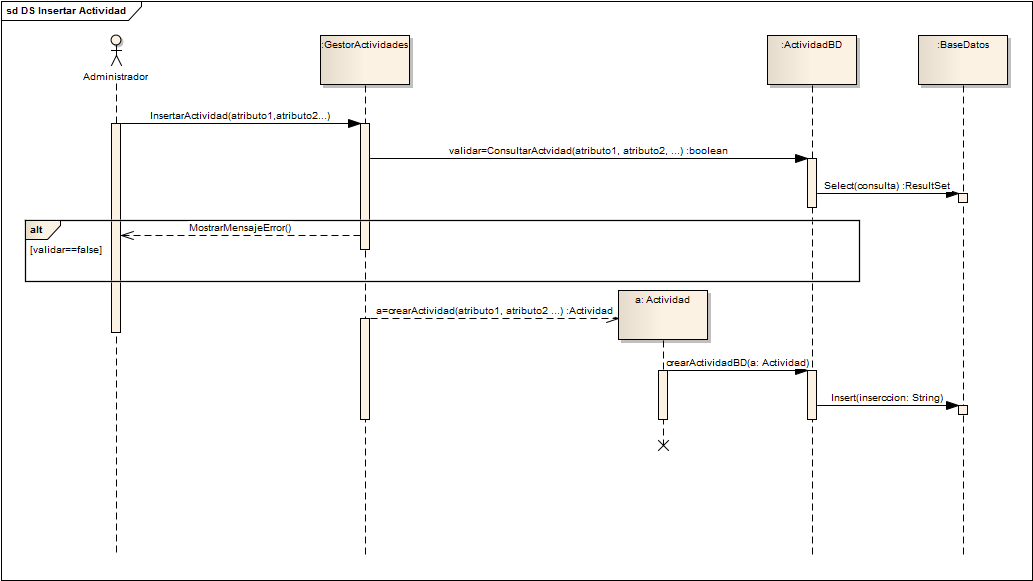 sd DS Insertar Actividad
Administrador
:GestorActividades
:ActividadBD
:BaseDatos
InsertarActividad(atributo1,atributo2...)
validar=ConsultarActvidad(atributo1, atributo2, ...) :boolean
Select(consulta) :ResultSet
alt
MostrarMensajeError()
[validar==false]
a: Actividad
a=crearActividad(atributo1, atributo2 ...) :Actividad
crearActividadBD(a: Actividad)
Insert(inserccion: String)